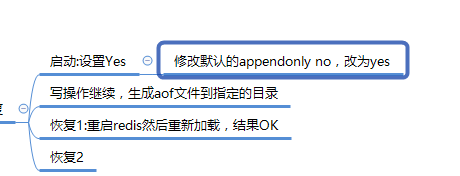 启动:设置Yes
修改默认的appendonly no，改为yes
写操作继续，生成aof文件到指定的目录
恢复1:重启redis然后重新加载，结果OK
恢复2